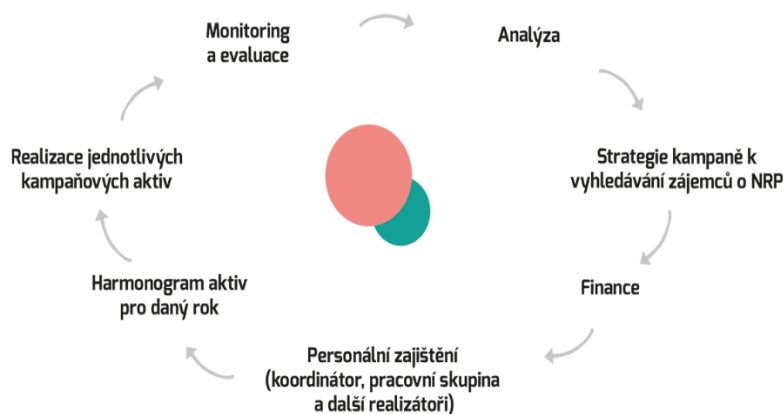 Monitoring
a evaluace
Analýza
Strategie kampaně k
vyhledávání zájemců o NRP
Finance
Personální zajištění
(koordinátor, pracovní skupina
a další realizátoři)
Harmonogram aktiv
pro daný rok
Realizace jednotlivých
kampaňových aktiv